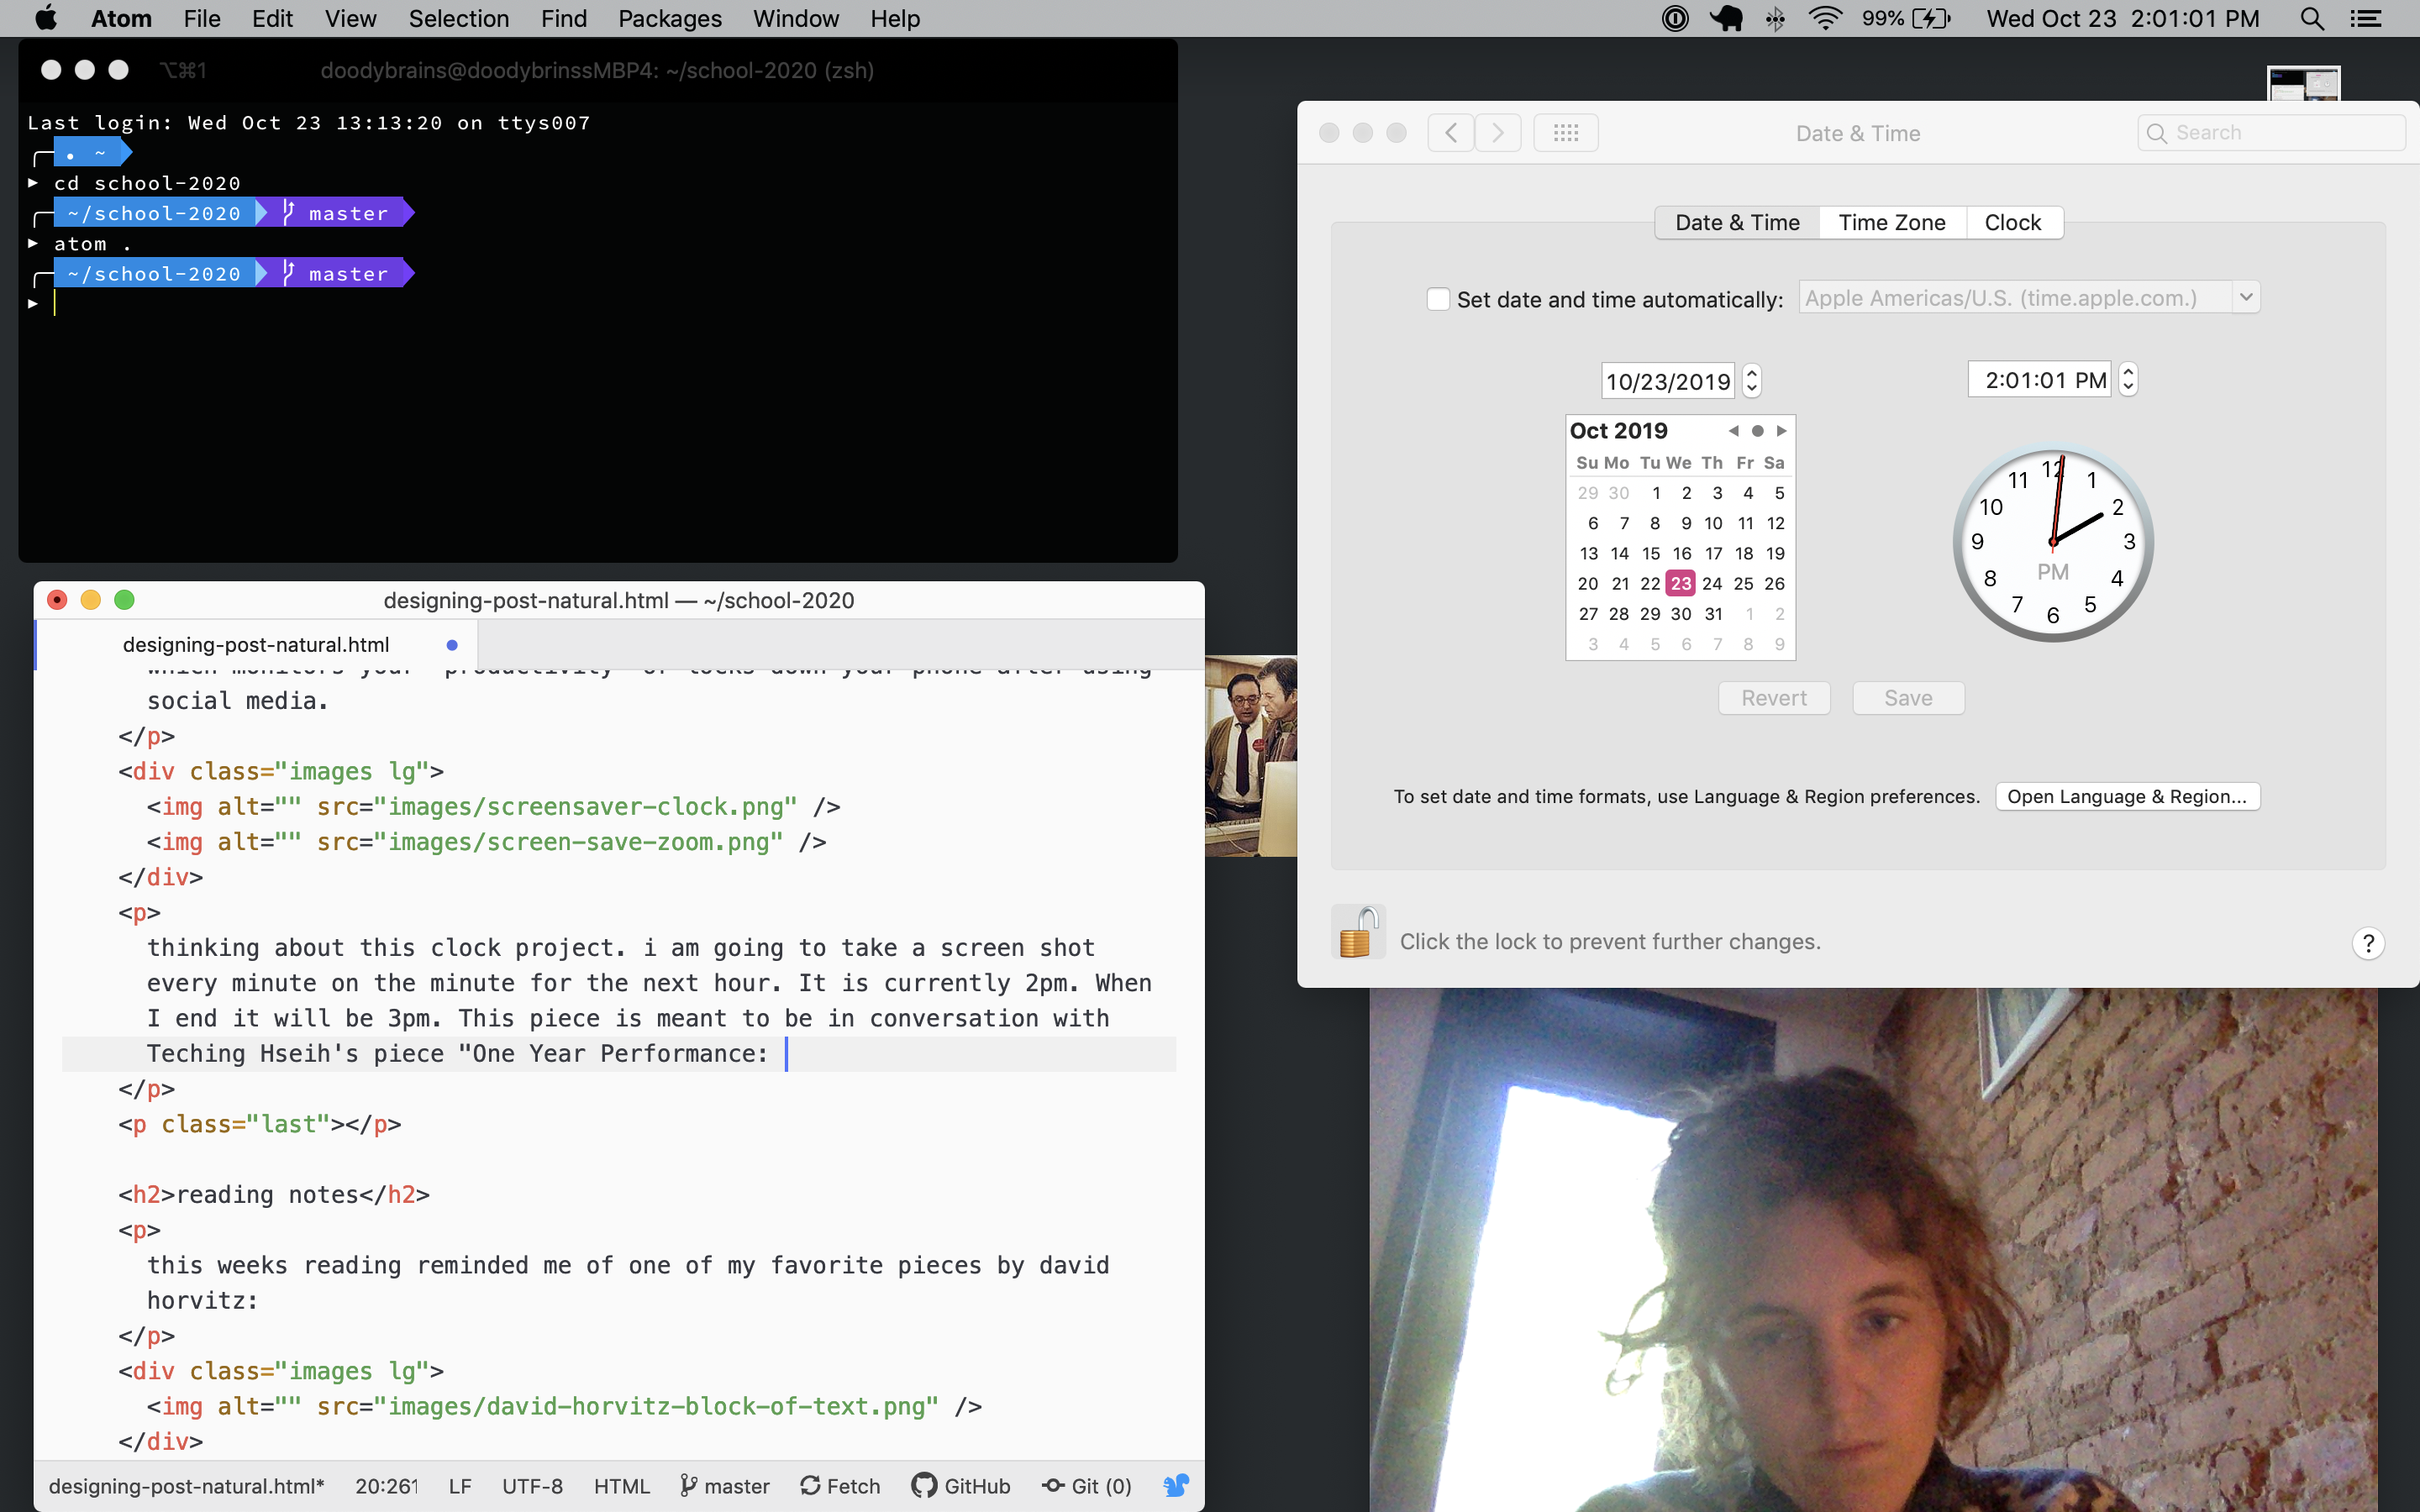 Atom File Edit View Selection Find Packages Window Help 99% Wed Oct 23 2:01:01 PM
⌥⌘1 doodybrains@doodybrinssMBP4: ~/school-2020 (zsh)
Last login: Wed Oct 23 13:13:20 on ttys007
~
cd school-2020
~/school-2020 master
atom .
~/school-2020 master
designing-post-natural.html — ~/school-2020
designing-post-natural.html
which monitors your "productivity" or locks down your phone after using
social media.
</p>
<div class="images lg">
<img alt="" src="images/screensaver-clock.png" />
<img alt="" src="images/screen-save-zoom.png" />
</div>
<p>
thinking about this clock project. i am going to take a screen shot
every minute on the minute for the next hour. It is currently 2pm. When
I end it will be 3pm. This piece is meant to be in conversation with
Teching Hseih's piece "One Year Performance:
</p>
<p class="last"></p>
<h2>reading notes</h2>
<p>
this weeks reading reminded me of one of my favorite pieces by david
horvitz:
</p>
<div class="images lg">
<img alt="" src="images/david-horvitz-block-of-text.png" />
</div>
designing-post-natural.html* 20:261 LF UTF-8 HTML master Fetch GitHub Git (0)
Date & Time Search
Date & Time Time Zone Clock
Set date and time automatically: Apple Americas/U.S. (time.apple.com.)
10/23/2019 2:01:01 PM
Oct 2019
Su Mo Tu We Th Fr Sa
29 30 1 2 3 4 5
6 7 8 9 10 11 12
13 14 15 16 17 18 19
20 21 22 23 24 25 26
27 28 29 30 31 1 2
3 4 5 6 7 8 9
12 1 2 3 4 5 6 7 8 9 10 11
PM
Revert Save
To set date and time formats, use Language & Region preferences. Open Language & Region...
Click the lock to prevent further changes. ?